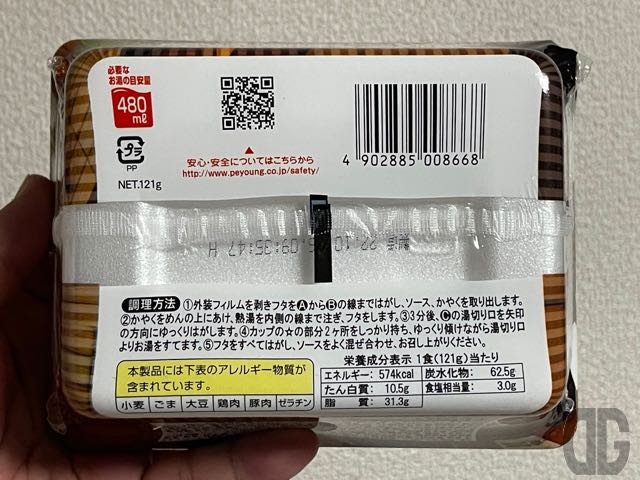 必要な
お湯の目安量
480
mℓ
プラ
PP
NET.121g
安心・安全についてはこちらから
http://www.peyoung.co.jp/safety/
4 902885 008668
調理方法 ①外装フィルムを剥きフタをAからBの線まではがし、ソース、かやくを取り出します。
②かやくをめんの上にあけ、熱湯を内側の線まで注ぎ、フタをします。③3分後、Cの湯切り口を矢印
の方向にゆっくりはがします。④カップの☆の部分2ヶ所をしっかり持ち、ゆっくり傾けながら湯切り口
よりお湯をすてます。⑤フタをすべてはがし、ソースをよく混ぜ合わせ、お召し上がりください。
本製品には下表のアレルギー物質が
含まれています。
小麦 ごま 大豆 鶏肉 豚肉 ゼラチン
栄養成分表示 1食(121g)当たり
エネルギー: 574kcal 炭水化物: 62.5g
たん白質: 10.5g 食塩相当量: 3.0g
脂 質: 31.3g